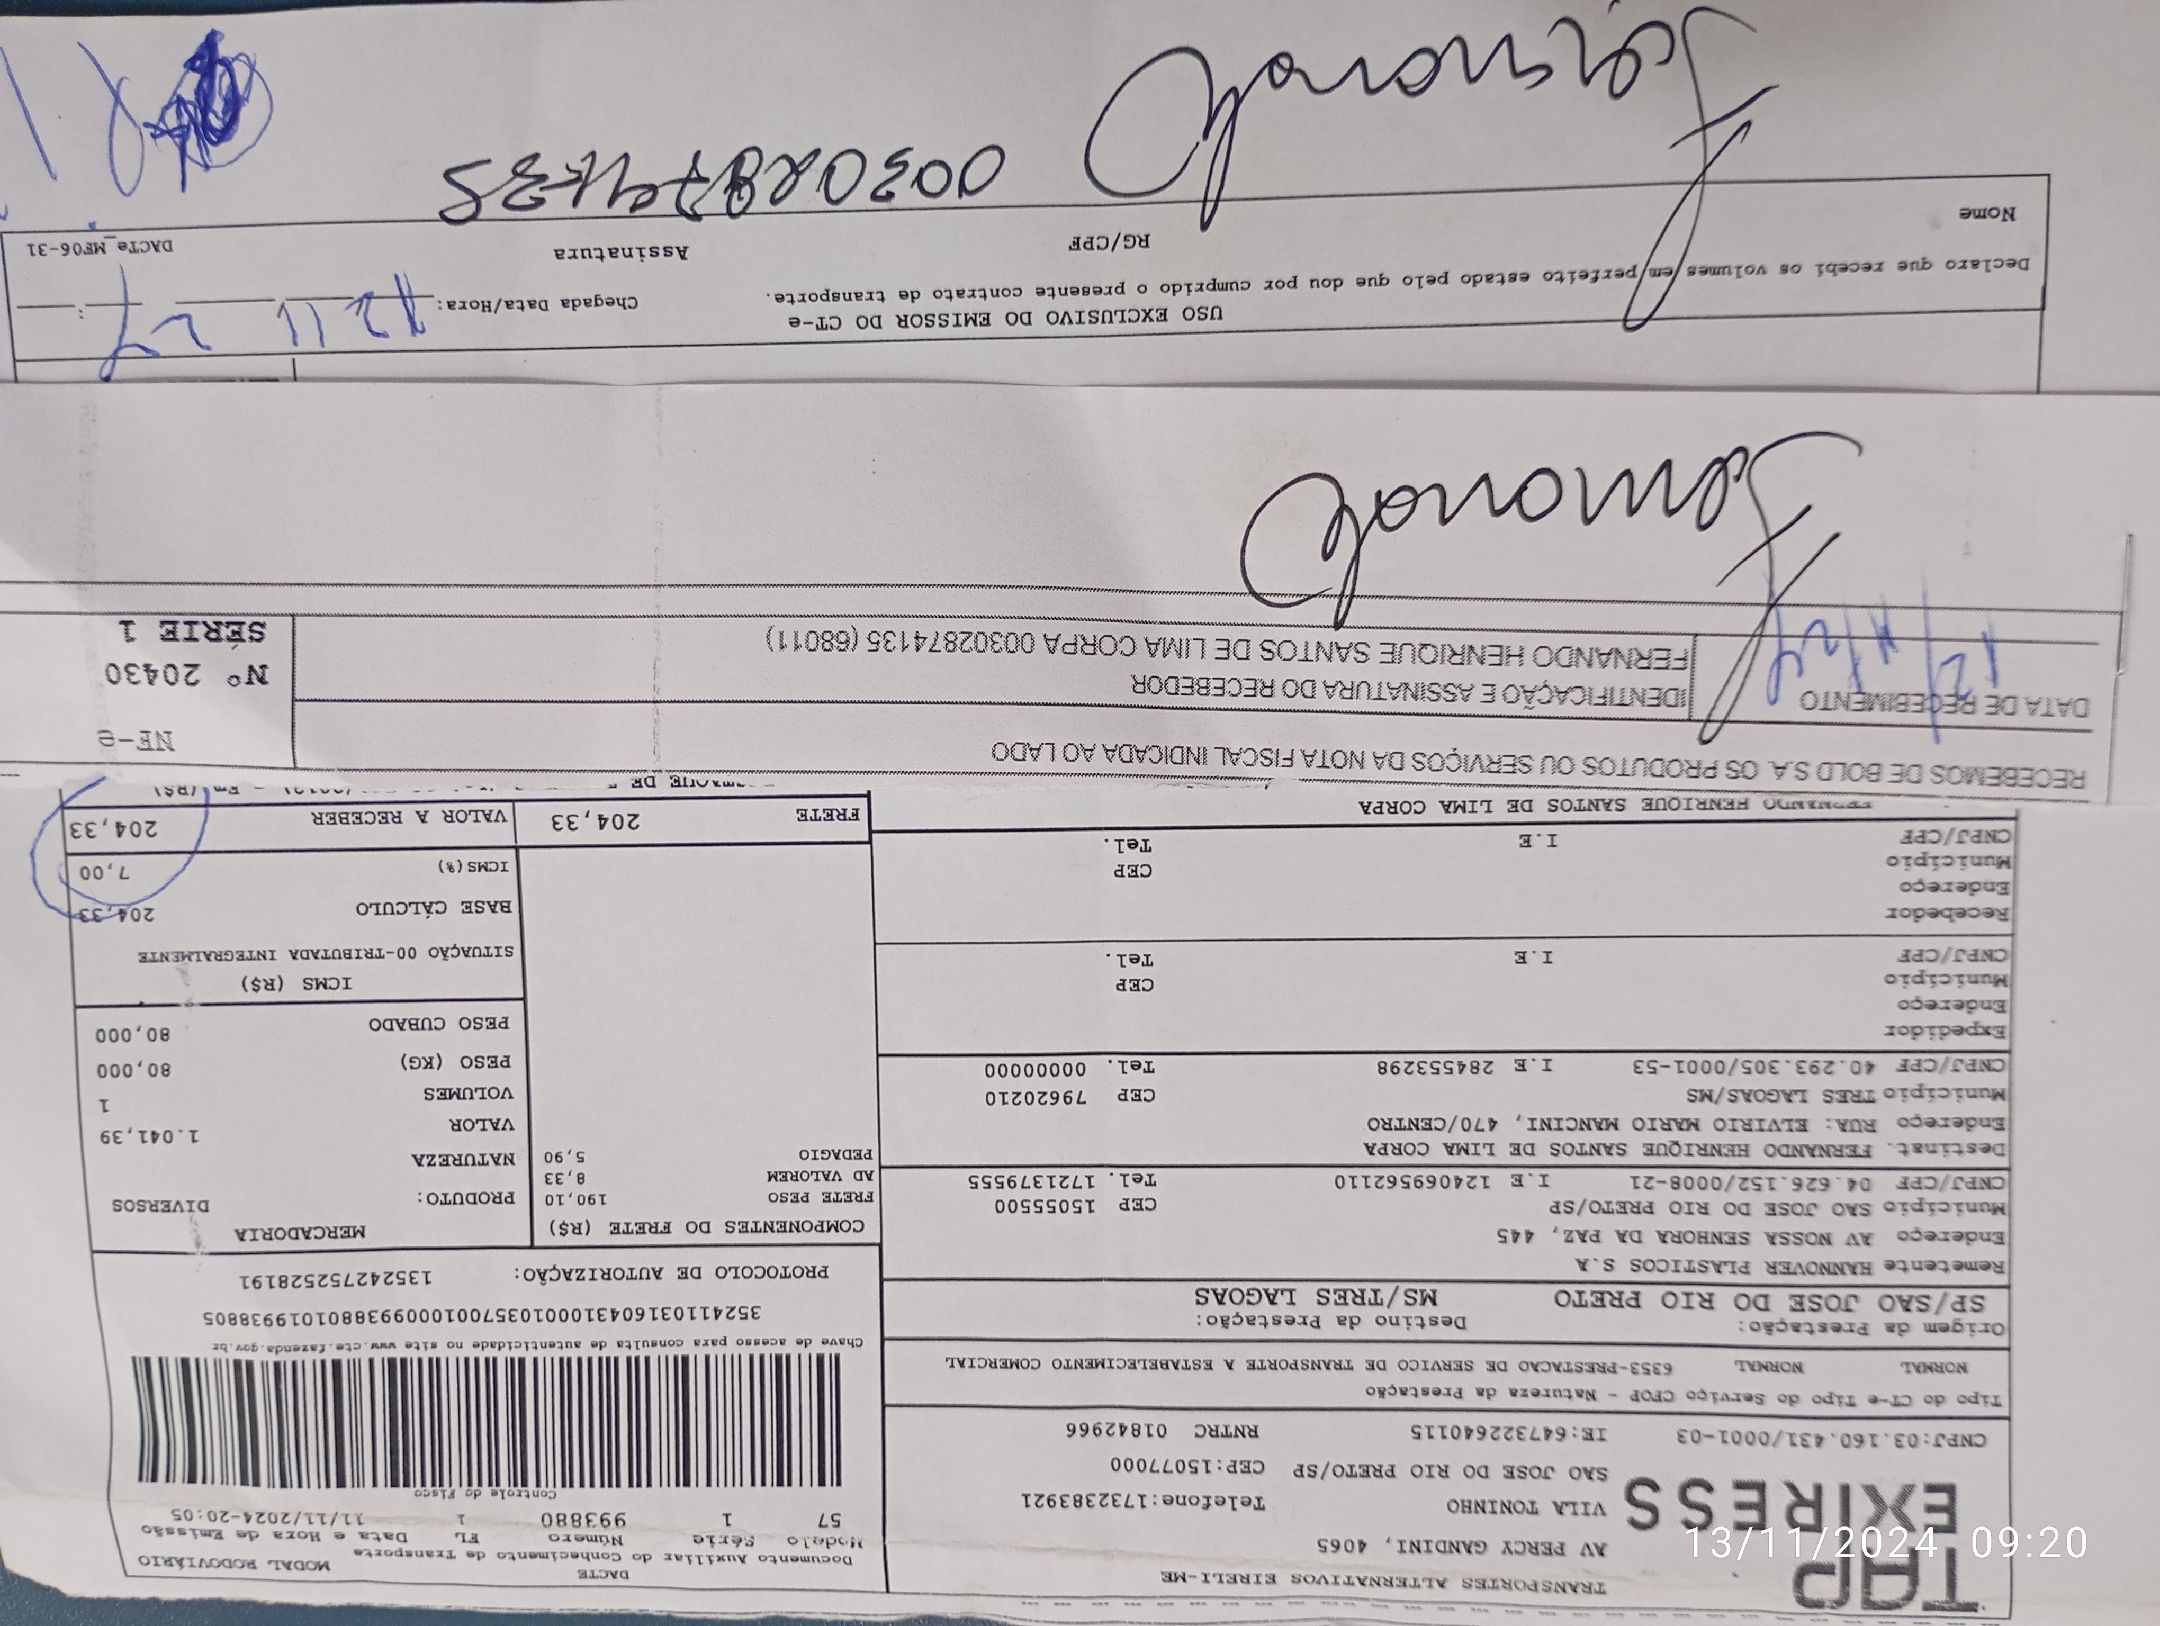 TAP
EXIRESS
TRANSPORTES ALTERNATIVOS EIRELI-ME
AV PERCY GANDINI, 4065
VILA TONINHO Telefone:1732383921
SAO JOSE DO RIO PRETO/SP CEP:15077000
CNPJ:03.160.431/0001-03 IE:647322640115 RNTRC 01842966
DACTE
Documento Auxiliar do Conhecimento de Transporte MODAL RODOVIÁRIO
Modelo Série Número FL Data e Hora de Emissão
57 1 993880 1 11/11/2024-20:05
Controle do Fisco
Chave de acesso para consulta de autenticidade no site www.cte.fazenda.gov.br
35241103160431000103570010009938801019938805
PROTOCOLO DE AUTORIZAÇÃO: 135242752528191
Tipo do CT-e Tipo do Serviço CFOP - Natureza da Prestação
NORMAL NORMAL 6353-PRESTACAO DE SERVICO DE TRANSPORTE A ESTABELECIMENTO COMERCIAL
Origem da Prestação: Destino da Prestação:
SP/SAO JOSE DO RIO PRETO MS/TRES LAGOAS
Remetente HANNOVER PLASTICOS S.A
Endereço AV NOSSA SENHORA DA PAZ, 445
Município SAO JOSE DO RIO PRETO/SP CEP 15055500
CNPJ/CPF 04.626.152/0008-21 I.E 124069562110 Tel. 1721379555
Destinat. FERNANDO HENRIQUE SANTOS DE LIMA CORPA
Endereço RUA: ELVIRIO MARIO MANCINI, 470/CENTRO
Município TRES LAGOAS/MS CEP 79620210
CNPJ/CPF 40.293.305/0001-53 I.E 284553298 Tel. 00000000
Expedidor
Endereço
Município CEP
CNPJ/CPF I.E Tel.
Recebedor
Endereço
Município CEP
CNPJ/CPF I.E Tel.
FERNANDO HENRIQUE SANTOS DE LIMA CORPA
COMPONENTES DO FRETE (R$)
FRETE PESO 190,10
AD VALOREM 8,33
PEDAGIO 5,90
FRETE 204,33
MERCADORIA
PRODUTO: DIVERSOS
NATUREZA
VALOR 1.041,39
VOLUMES 1
PESO (KG) 80,000
PESO CUBADO 80,000
ICMS (R$)
SITUAÇÃO 00-TRIBUTADA INTEGRALMENTE
BASE CÁLCULO 204,33
ICMS(%) 7,00
VALOR A RECEBER 204,33
RECEBEMOS DE BOLD S.A. OS PRODUTOS OU SERVIÇOS DA NOTA FISCAL INDICADA AO LADO
DATA DE RECEBIMENTO
12/11/24
IDENTIFICAÇÃO E ASSINATURA DO RECEBEDOR
FERNANDO HENRIQUE SANTOS DE LIMA CORPA 00302874135 (68011)
NF-e
Nº 20430
SÉRIE 1
Fernando
USO EXCLUSIVO DO EMISSOR DO CT-e
Declaro que recebi os volumes em perfeito estado pelo que dou por cumprido o presente contrato de transporte.
Chegada Data/Hora: 12 11 24 :
Nome RG/CPF Assinatura DACTe_MF06-31
Fernando 00302874135
13/11/2024 09:20